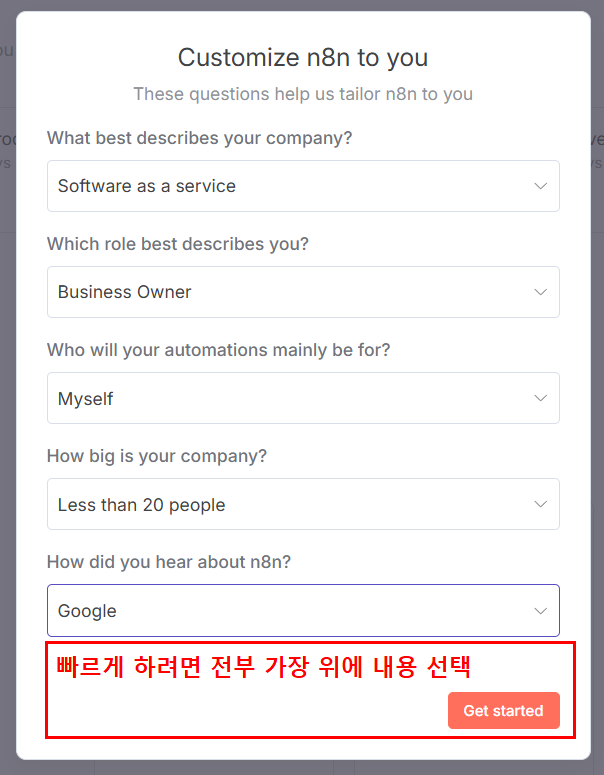 Customize n8n to you
These questions help us tailor n8n to you
What best describes your company?
Software as a service
Which role best describes you?
Business Owner
Who will your automations mainly be for?
Myself
How big is your company?
Less than 20 people
How did you hear about n8n?
Google
빠르게 하려면 전부 가장 위에 내용 선택
Get started